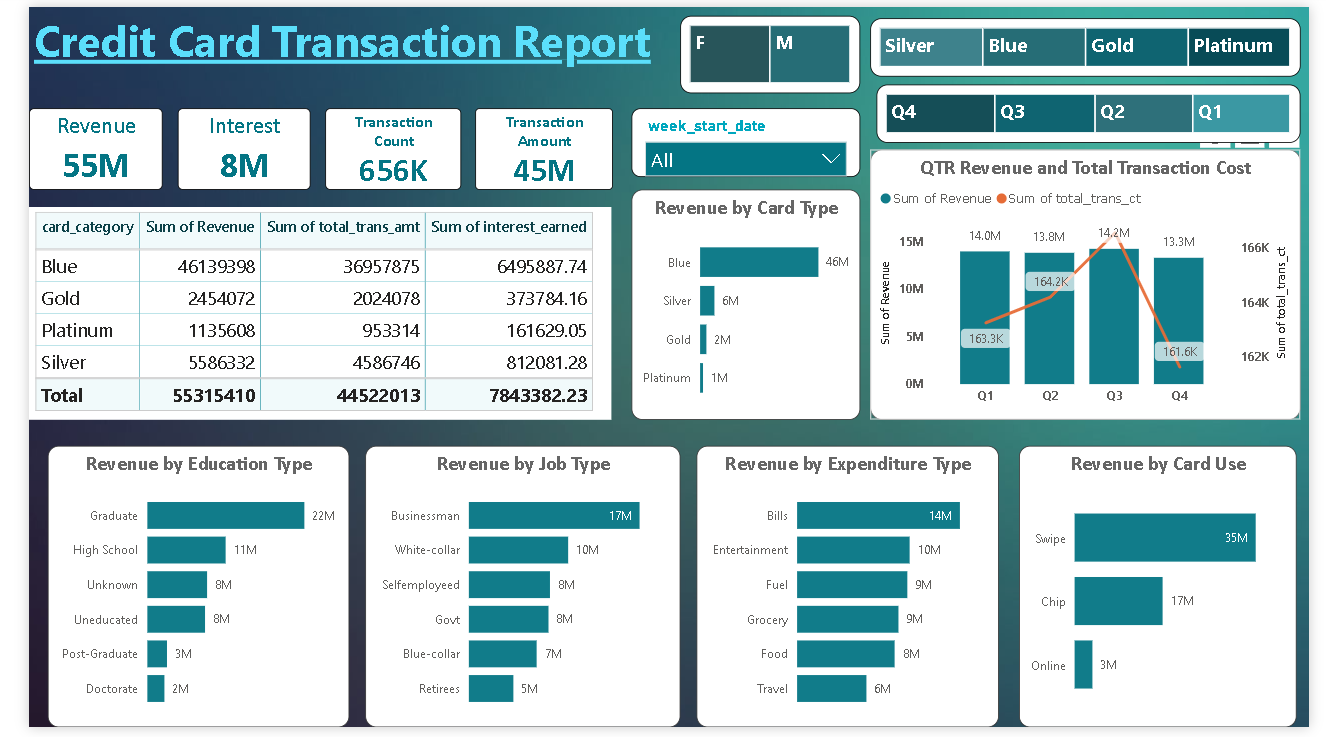 Credit Card Transaction Report
F M
Silver Blue Gold Platinum
Q4 Q3 Q2 Q1
Revenue
55M
Interest
8M
Transaction
Count
656K
Transaction
Amount
45M
week_start_date
All
card_category Sum of Revenue Sum of total_trans_amt Sum of interest_earned
Blue 46139398 36957875 6495887.74
Gold 2454072 2024078 373784.16
Platinum 1135608 953314 161629.05
Silver 5586332 4586746 812081.28
Total 55315410 44522013 7843382.23
Revenue by Card Type
Blue 46M
Silver 6M
Gold 2M
Platinum 1M
QTR Revenue and Total Transaction Cost
Sum of Revenue Sum of total_trans_ct
Sum of Revenue
15M
10M
5M
0M
14.0M 13.8M 14.2M 13.3M
163.3K 164.2K 161.6K
166K
164K
162K
Sum of total_trans_ct
Q1 Q2 Q3 Q4
Revenue by Education Type
Graduate 22M
High School 11M
Unknown 8M
Uneducated 8M
Post-Graduate 3M
Doctorate 2M
Revenue by Job Type
Businessman 17M
White-collar 10M
Selfemployeed 8M
Govt 8M
Blue-collar 7M
Retirees 5M
Revenue by Expenditure Type
Bills 14M
Entertainment 10M
Fuel 9M
Grocery 9M
Food 8M
Travel 6M
Revenue by Card Use
Swipe 35M
Chip 17M
Online 3M